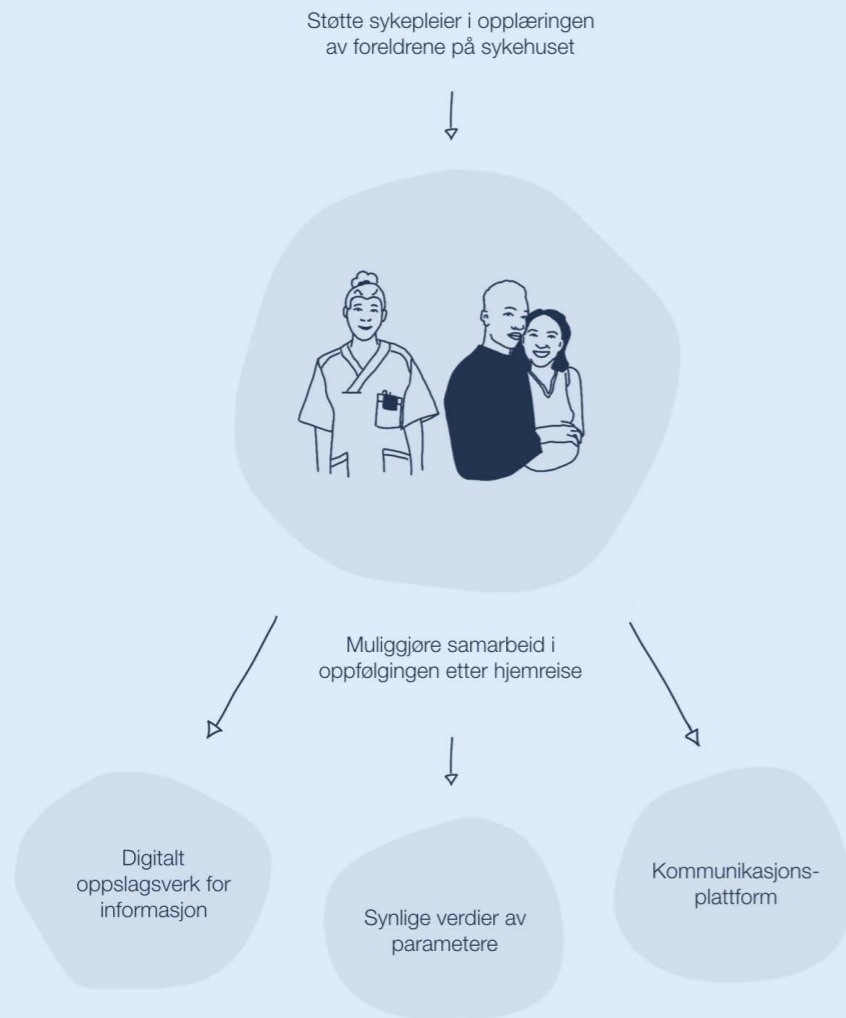 Støtte sykepleier i opplæringen
av foreldrene på sykehuset
Muliggjøre samarbeid i
oppfølgingen etter hjemreise
Digitalt
oppslagsverk for
informasjon
Synlige verdier av
parametere
Kommunikasjons-
plattform